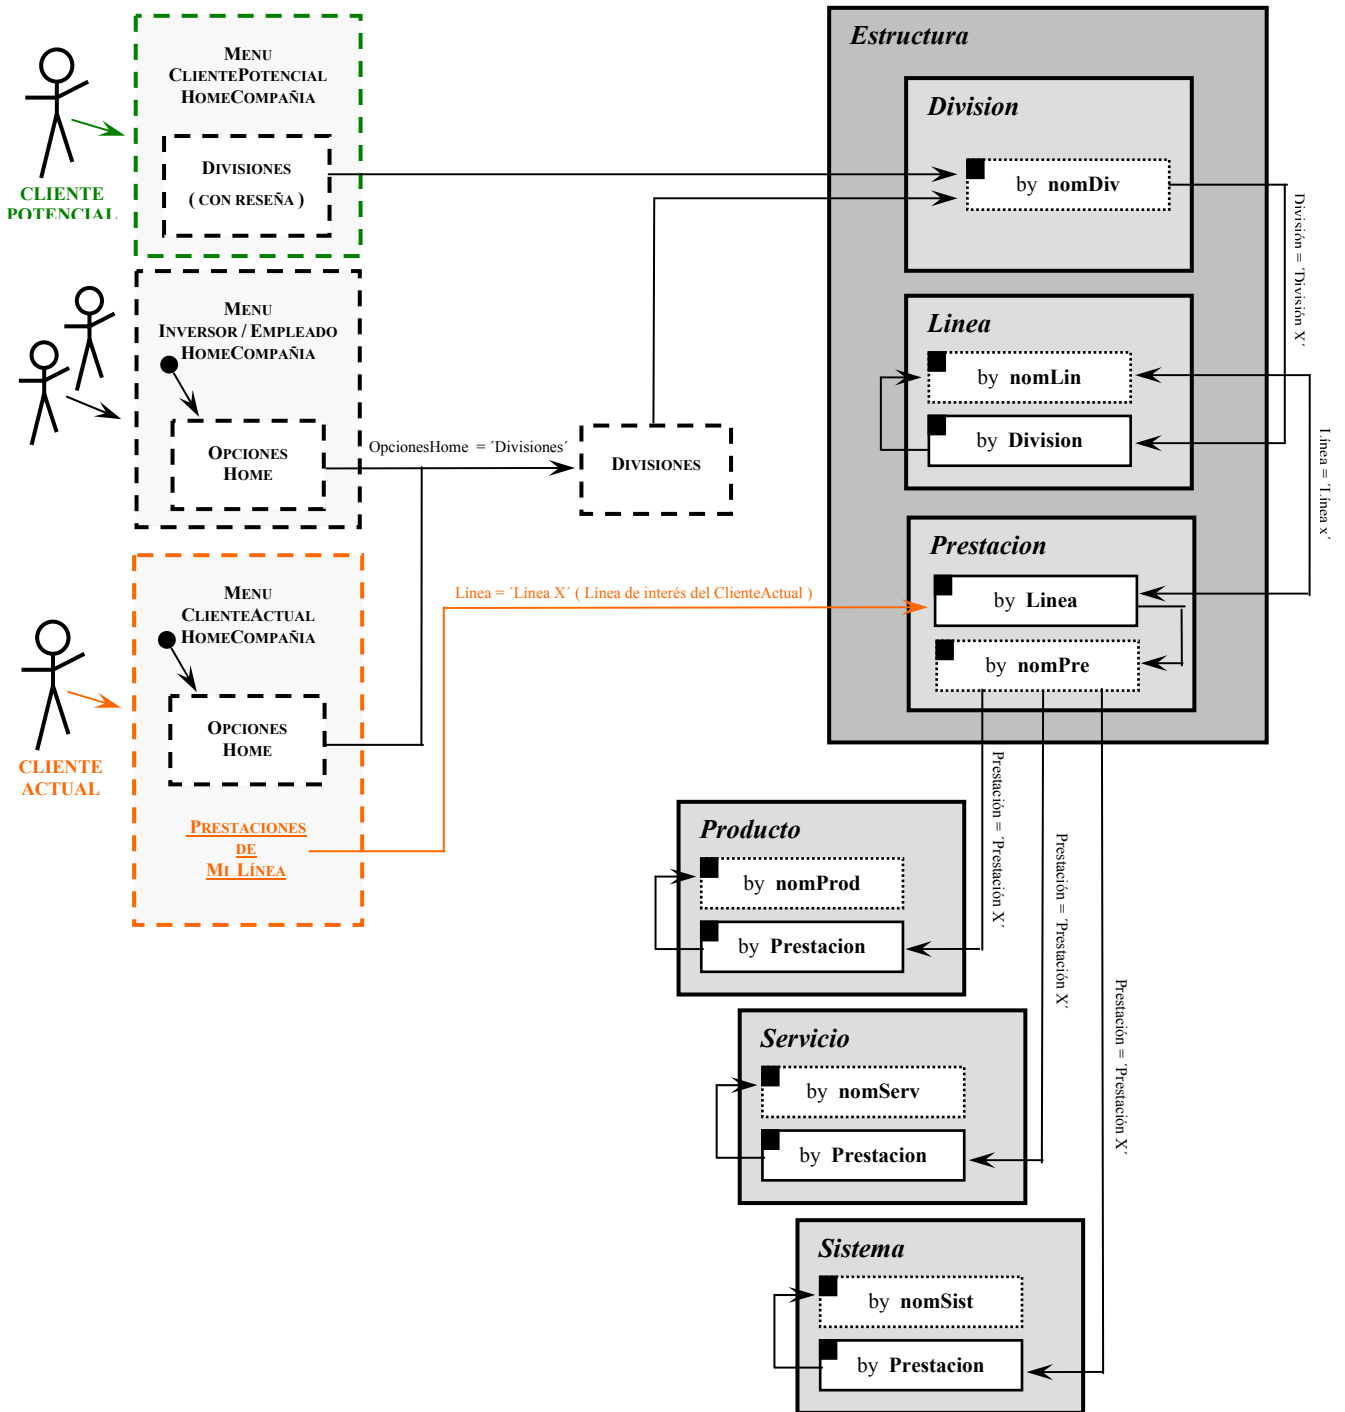 MENU
CLIENTEPOTENCIAL
HOMECOMPAÑIA
DIVISIONES
( CON RESEÑA )
CLIENTE
POTENCIAL
MENU
INVERSOR / EMPLEADO
HOMECOMPAÑIA
OPCIONES
HOME
OpcionesHome = ´Divisiones´
DIVISIONES
MENU
CLIENTEACTUAL
HOMECOMPAÑIA
OPCIONES
HOME
CLIENTE
ACTUAL
PRESTACIONES
DE
MI LÍNEA
Línea = ´Línea X´ ( Línea de interés del ClienteActual )
Estructura
Division
by nomDiv
División = ´División X´
Linea
by nomLin
by Division
Línea = ´Línea x´
Prestacion
by Linea
by nomPre
Prestación = ´Prestación X´
Prestación = ´Prestación X´
Prestación = ´Prestación X´
Producto
by nomProd
by Prestacion
Servicio
by nomServ
by Prestacion
Sistema
by nomSist
by Prestacion